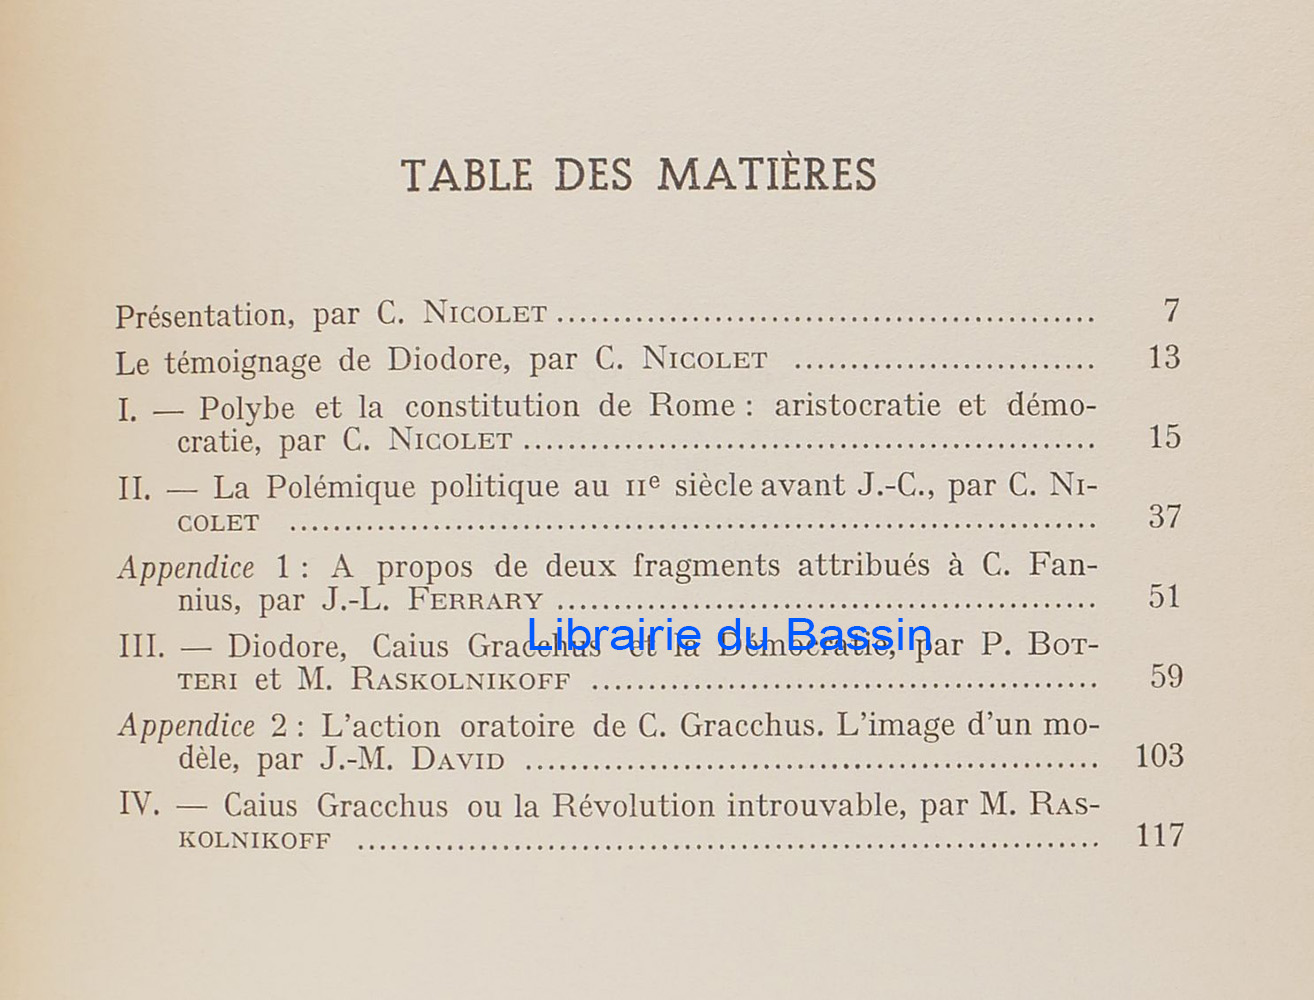 TABLE DES MATIÈRES
Présentation, par C. NICOLET ........................................ 7
Le témoignage de Diodore, par C. NICOLET ........................ 13
I. — Polybe et la constitution de Rome : aristocratie et démo-
cratie, par C. NICOLET ........................................ 15
II. — La Polémique politique au IIe siècle avant J.-C., par C. NI-
COLET ........................................ 37
Appendice 1 : A propos de deux fragments attribués à C. Fan-
nius, par J.-L. FERRARY ........................................ 51
Librairie du Bassin
III. — Diodore, Caius Gracchus et la Démocratie, par P. BOT-
TERI et M. RASKOLNIKOFF ........................................ 59
Appendice 2 : L'action oratoire de C. Gracchus. L'image d'un mo-
dèle, par J.-M. DAVID ........................................ 103
IV. — Caius Gracchus ou la Révolution introuvable, par M. RAS-
KOLNIKOFF ........................................ 117